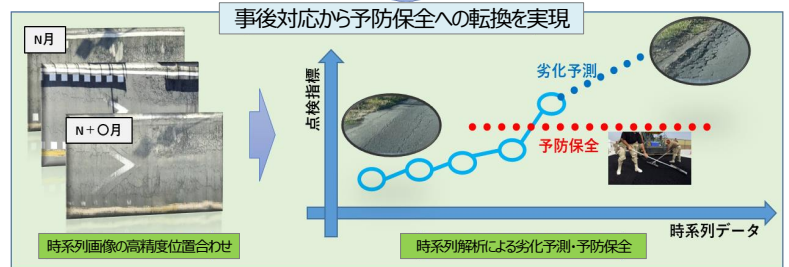 事後対応から予防保全への転換を実現
N月
N+〇月
時系列画像の高精度位置合わせ
点検指標
劣化予測
予防保全
時系列データ
時系列解析による劣化予測・予防保全